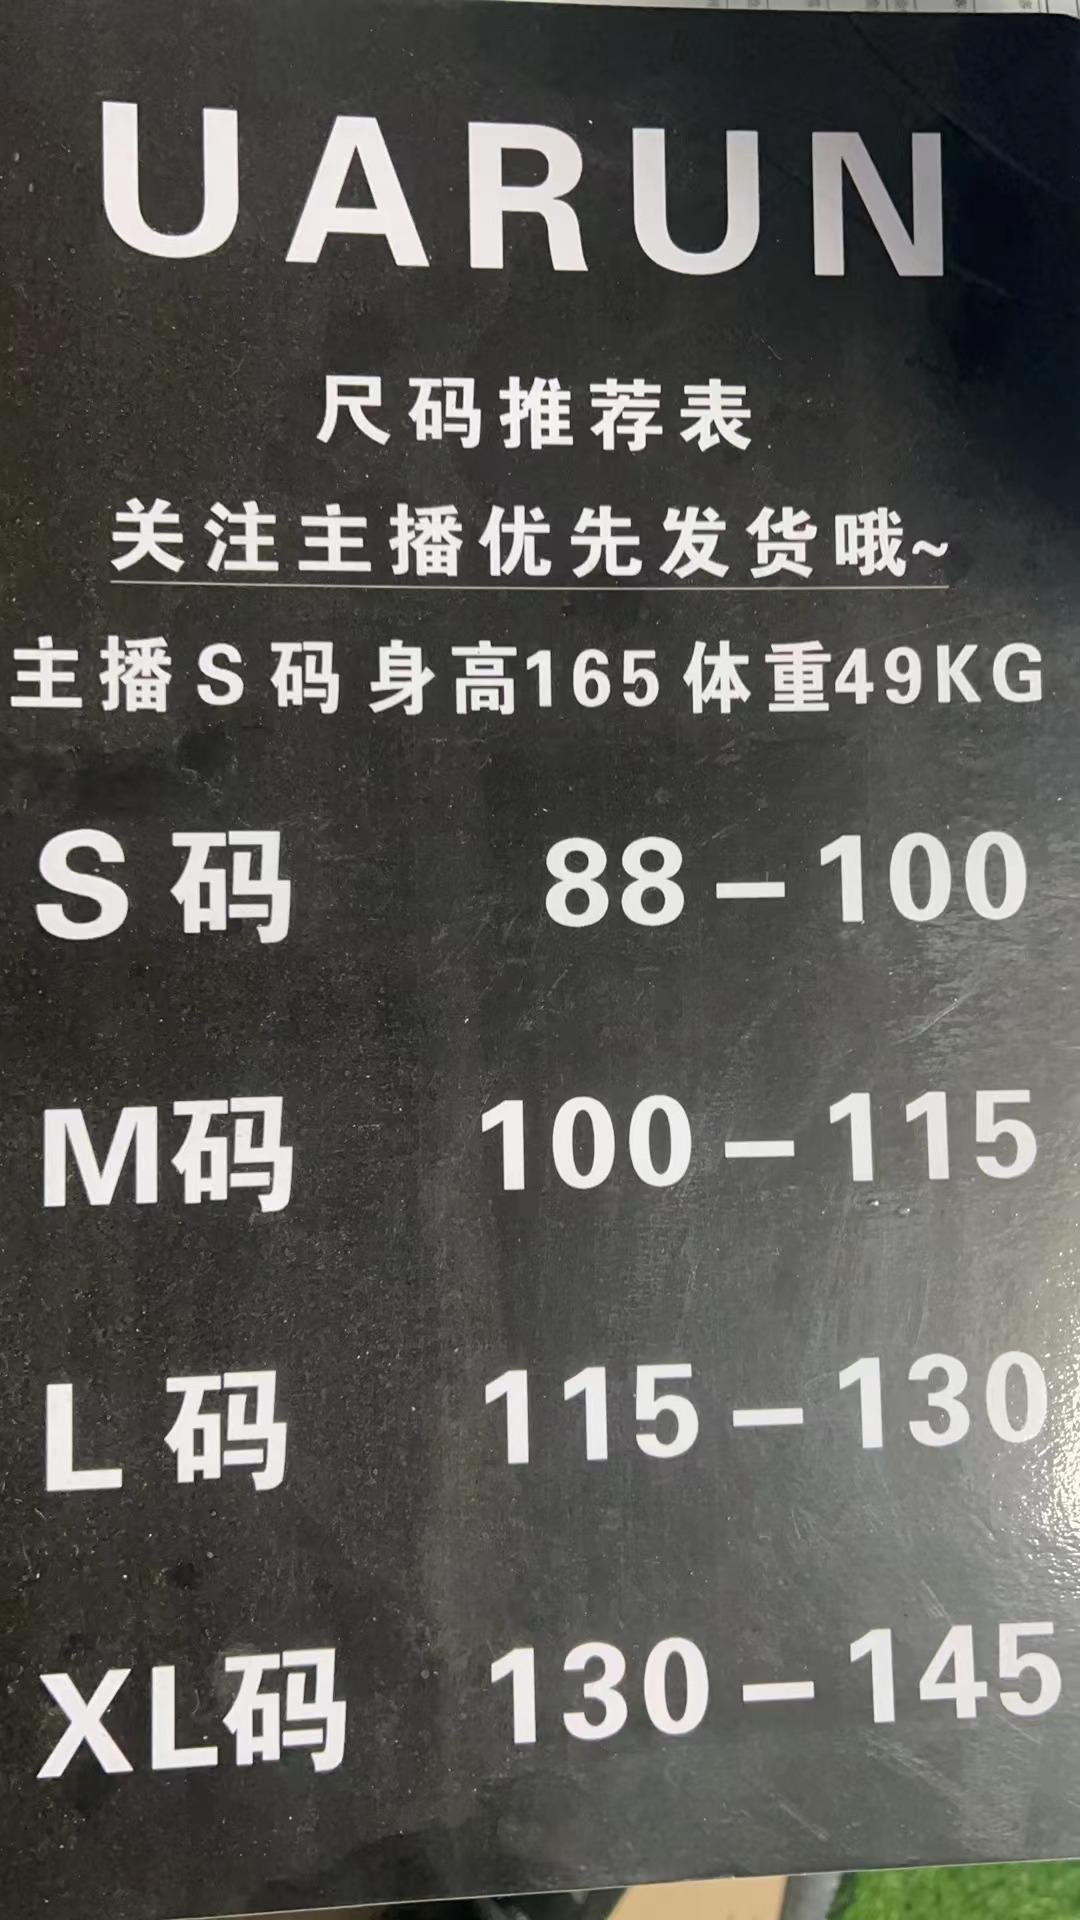 UARUN
尺码推荐表
关注主播优先发货哦~
主播S码 身高165 体重49KG
S码 88-100
M码 100-115
L码 115-130
XL码 130-145